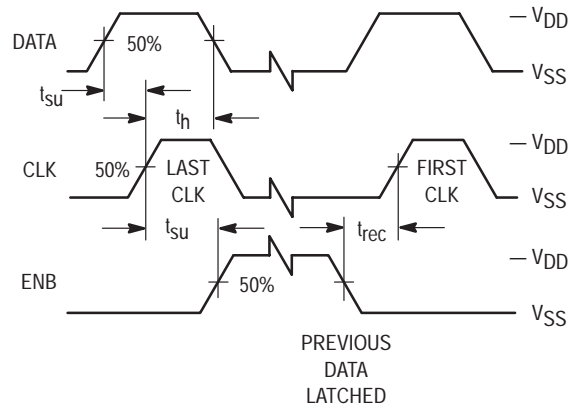 VDD
DATA
50%
VSS
tsu
th
VDD
CLK
50%
LAST
CLK
FIRST
CLK
VSS
tsu
trec
VDD
ENB
50%
VSS
PREVIOUS
DATA
LATCHED